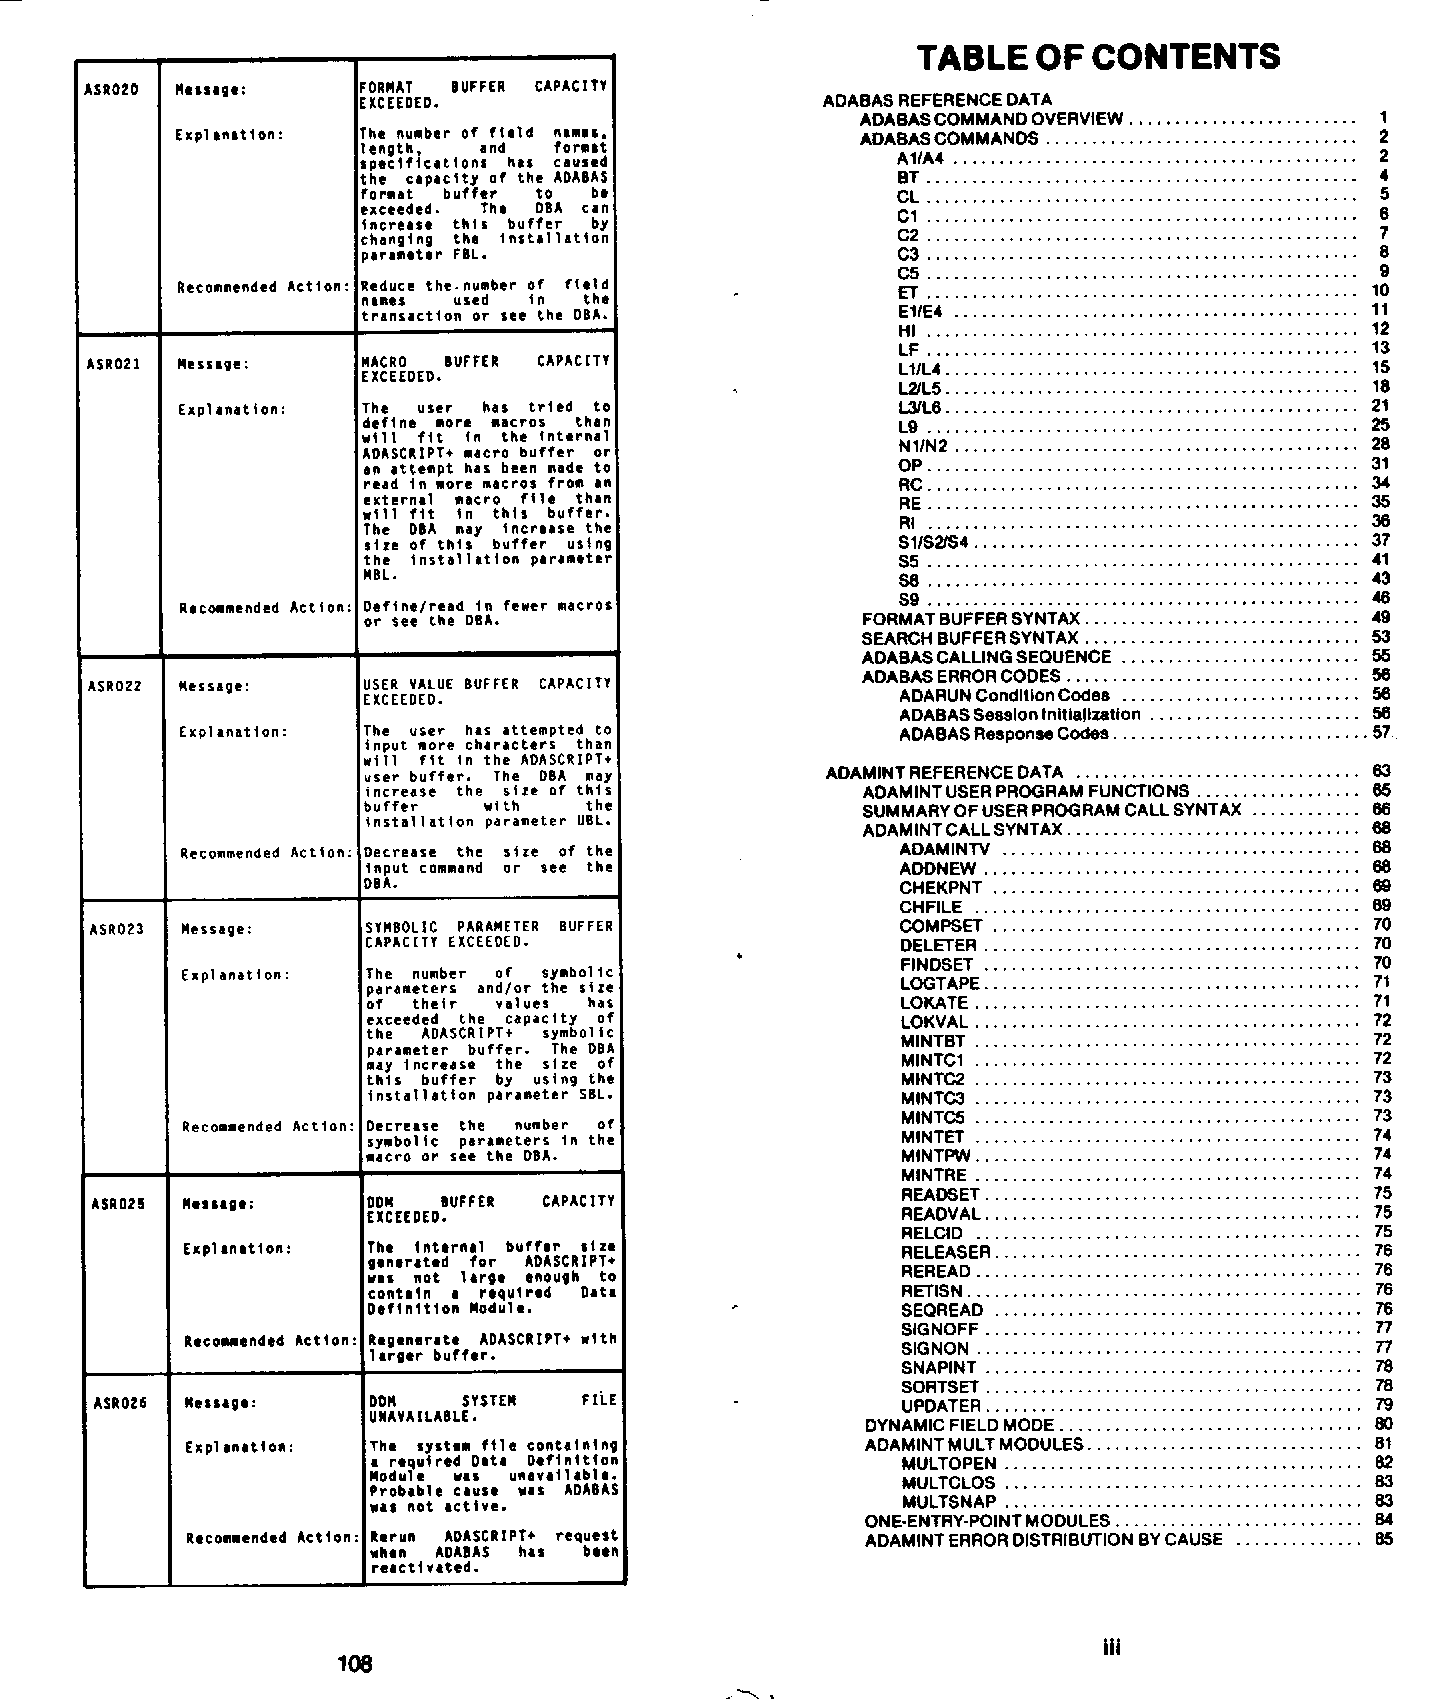 ASR020 Message: FORMAT BUFFER CAPACITY
EXCEEDED.
Explanation: The number of field names,
length, and format
specifications has caused
the capacity of the ADABAS
format buffer to be
exceeded. The DBA can
increase this buffer by
changing the installation
parameter FBL.
Recommended Action: Reduce the number of field
names used in the
transaction or see the DBA.
ASR021 Message: MACRO BUFFER CAPACITY
EXCEEDED.
Explanation: The user has tried to
define more macros than
will fit in the internal
ADASCRIPT+ macro buffer or
an attempt has been made to
read in more macros from an
external macro file than
will fit in this buffer.
The DBA may increase the
size of this buffer using
the installation parameter
MBL.
Recommended Action: Define/read in fewer macros
or see the DBA.
ASR022 Message: USER VALUE BUFFER CAPACITY
EXCEEDED.
Explanation: The user has attempted to
input more characters than
will fit in the ADASCRIPT+
user buffer. The DBA may
increase the size of this
buffer with the
installation parameter UBL.
Recommended Action: Decrease the size of the
input command or see the
DBA.
ASR023 Message: SYMBOLIC PARAMETER BUFFER
CAPACITY EXCEEDED.
Explanation: The number of symbolic
parameters and/or the size
of their values has
exceeded the capacity of
the ADASCRIPT+ symbolic
parameter buffer. The DBA
may increase the size of
this buffer by using the
installation parameter SBL.
Recommended Action: Decrease the number of
symbolic parameters in the
macro or see the DBA.
ASR025 Message: DDM BUFFER CAPACITY
EXCEEDED.
Explanation: The internal buffer size
generated for ADASCRIPT+
was not large enough to
contain a required Data
Definition Module.
Recommended Action: Regenerate ADASCRIPT+ with
larger buffer.
ASR026 Message: DDM SYSTEM FILE
UNAVAILABLE.
Explanation: The system file containing
a required Data Definition
Module was unavailable.
Probable cause was ADABAS
was not active.
Recommended Action: Rerun ADASCRIPT+ request
when ADABAS has been
reactivated.
108
TABLE OF CONTENTS
ADABAS REFERENCE DATA
ADABAS COMMAND OVERVIEW ........ 1
ADABAS COMMANDS ........ 2
A1/A4 ........ 2
BT ........ 4
CL ........ 5
C1 ........ 6
C2 ........ 7
C3 ........ 8
C5 ........ 9
ET ........ 10
E1/E4 ........ 11
HI ........ 12
LF ........ 13
L1/L4 ........ 15
L2/L5 ........ 18
L3/L6 ........ 21
L9 ........ 25
N1/N2 ........ 28
OP ........ 31
RC ........ 34
RE ........ 35
RI ........ 36
S1/S2/S4 ........ 37
S5 ........ 41
S8 ........ 43
S9 ........ 46
FORMAT BUFFER SYNTAX ........ 49
SEARCH BUFFER SYNTAX ........ 53
ADABAS CALLING SEQUENCE ........ 55
ADABAS ERROR CODES ........ 56
ADARUN Condition Codes ........ 56
ADABAS Session Initialization ........ 56
ADABAS Response Codes ........ 57
ADAMINT REFERENCE DATA ........ 63
ADAMINT USER PROGRAM FUNCTIONS ........ 65
SUMMARY OF USER PROGRAM CALL SYNTAX ........ 66
ADAMINT CALL SYNTAX ........ 68
ADAMINTV ........ 68
ADDNEW ........ 68
CHEKPNT ........ 69
CHFILE ........ 69
COMPSET ........ 70
DELETER ........ 70
FINDSET ........ 70
LOGTAPE ........ 71
LOKATE ........ 71
LOKVAL ........ 72
MINTBT ........ 72
MINTC1 ........ 72
MINTC2 ........ 73
MINTC3 ........ 73
MINTC5 ........ 73
MINTET ........ 74
MINTPW ........ 74
MINTRE ........ 74
READSET ........ 75
READVAL ........ 75
RELCID ........ 75
RELEASER ........ 76
REREAD ........ 76
RETISN ........ 76
SEQREAD ........ 76
SIGNOFF ........ 77
SIGNON ........ 77
SNAPINT ........ 78
SORTSET ........ 78
UPDATER ........ 79
DYNAMIC FIELD MODE ........ 80
ADAMINT MULT MODULES ........ 81
MULTOPEN ........ 82
MULTCLOS ........ 83
MULTSNAP ........ 83
ONE-ENTRY-POINT MODULES ........ 84
ADAMINT ERROR DISTRIBUTION BY CAUSE ........ 85
iii